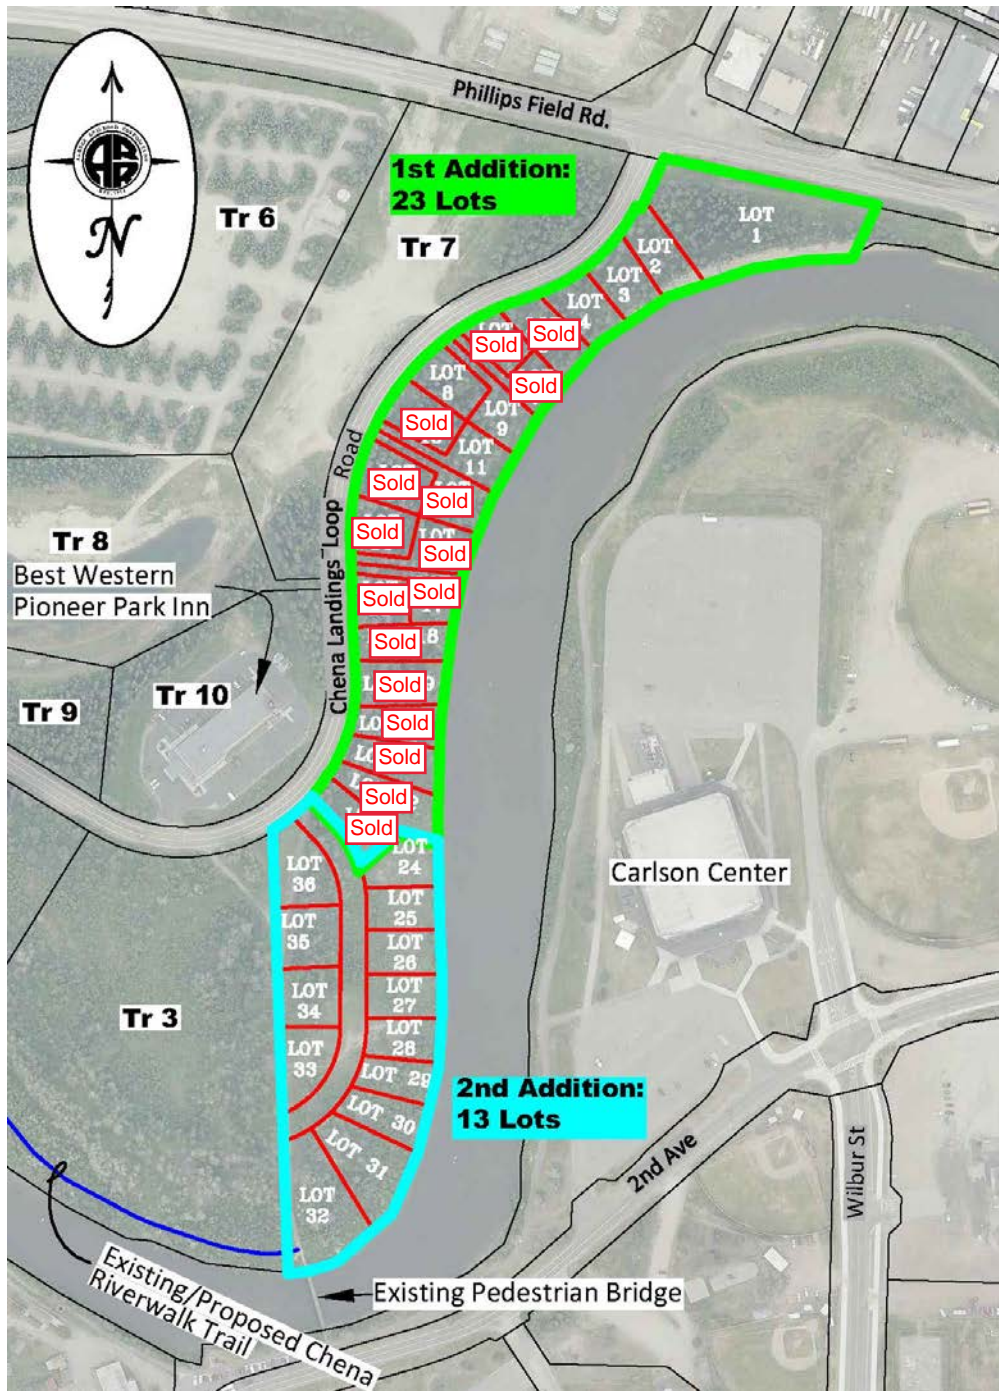 N
Phillips Field Rd.
1st Addition:
23 Lots
Tr 6
Tr 7
LOT
1
LOT
2
LOT
3
LOT
4
LOT
Sold
Sold
Sold
LOT
8
LOT
9
Sold
LOT
11
Sold
Sold
Sold
LOT
Sold
Sold
Sold
Sold
18
Sold
Sold
Sold
Sold
Sold
Chena Landings Loop Road
Tr 8
Best Western
Pioneer Park Inn
Tr 9
Tr 10
Carlson Center
LOT
24
LOT
25
LOT
26
LOT
27
LOT
28
LOT 29
LOT 30
LOT 31
LOT
32
LOT
33
LOT
34
LOT
35
LOT
36
Tr 3
2nd Addition:
13 Lots
2nd Ave
Wilbur St
Existing/Proposed Chena
Riverwalk Trail
Existing Pedestrian Bridge